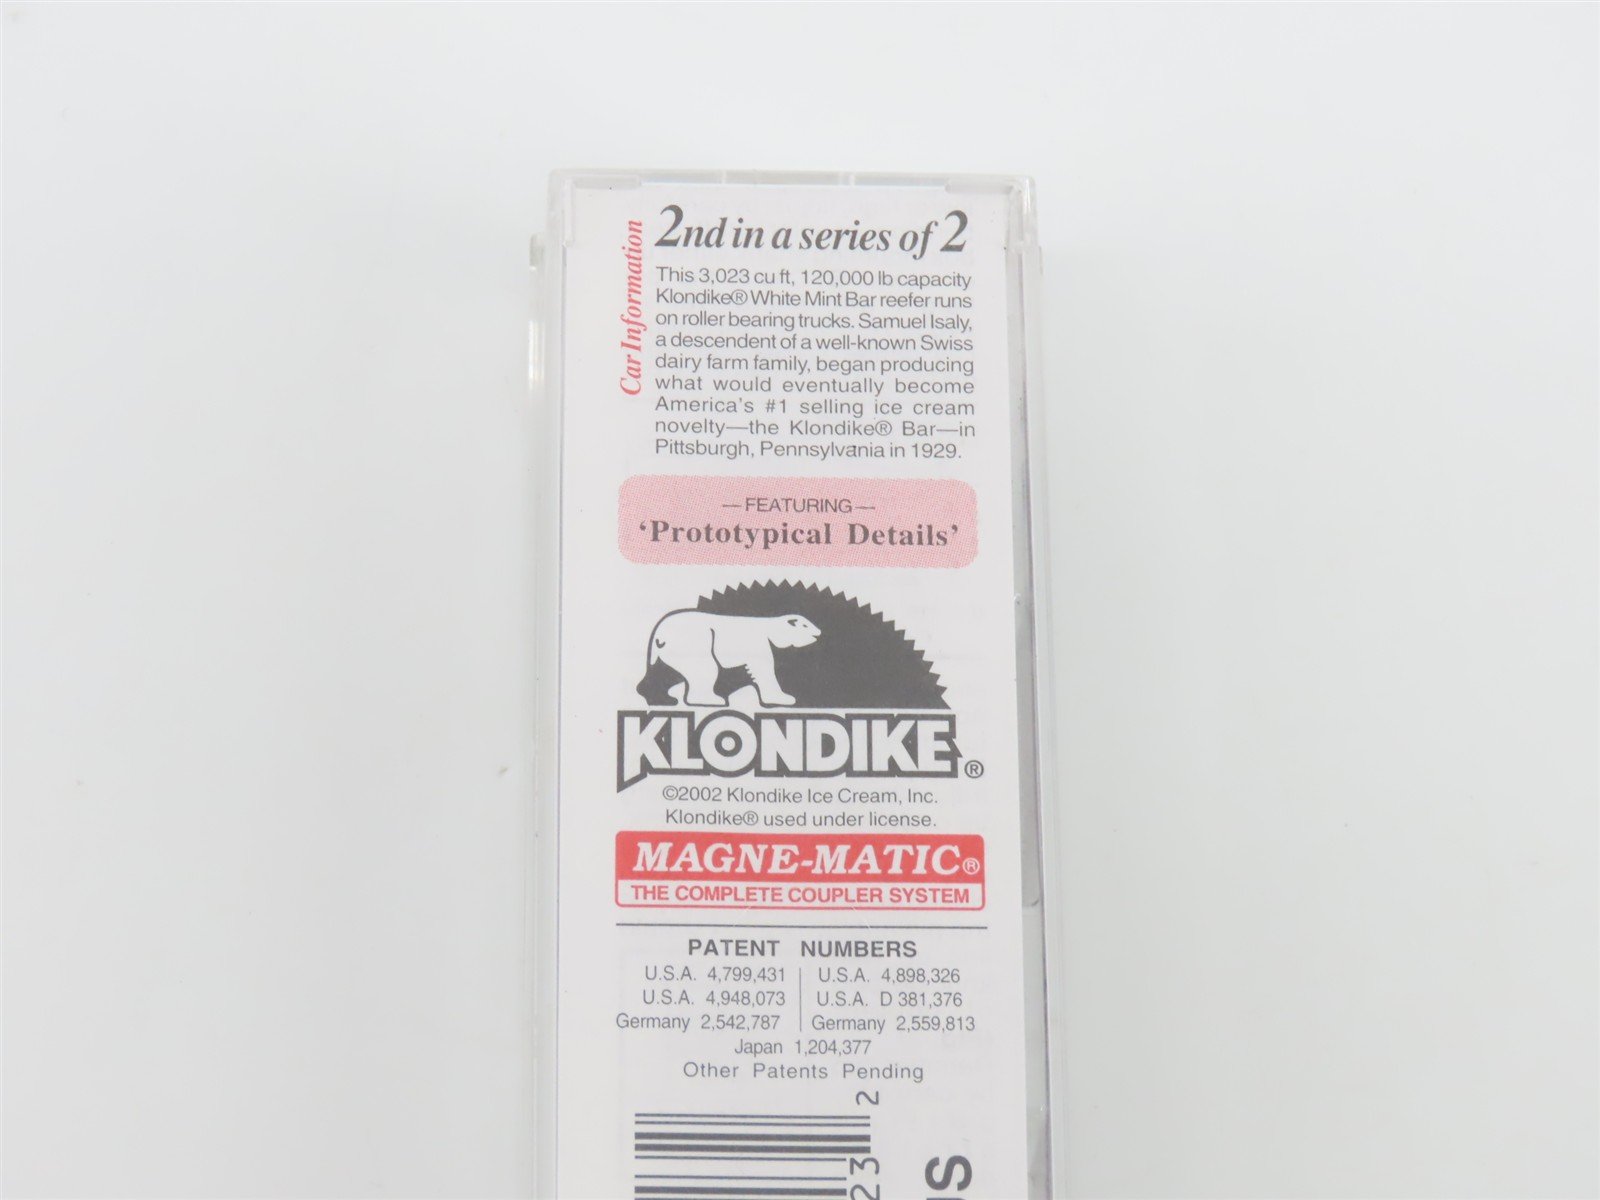 Car Information
2nd in a series of 2
This 3,023 cu ft, 120,000 lb capacity
Klondike® White Mint Bar reefer runs
on roller bearing trucks. Samuel Isaly,
a descendent of a well-known Swiss
dairy farm family, began producing
what would eventually become
America's #1 selling ice cream
novelty—the Klondike® Bar—in
Pittsburgh, Pennsylvania in 1929.
—FEATURING—
‘Prototypical Details’
KLONDIKE®
©2002 Klondike Ice Cream, Inc.
Klondike® used under license.
MAGNE-MATIC®
THE COMPLETE COUPLER SYSTEM
PATENT NUMBERS
U.S.A. 4,799,431 | U.S.A. 4,898,326
U.S.A. 4,948,073 | U.S.A. D 381,376
Germany 2,542,787 | Germany 2,559,813
Japan 1,204,377
Other Patents Pending
2
23